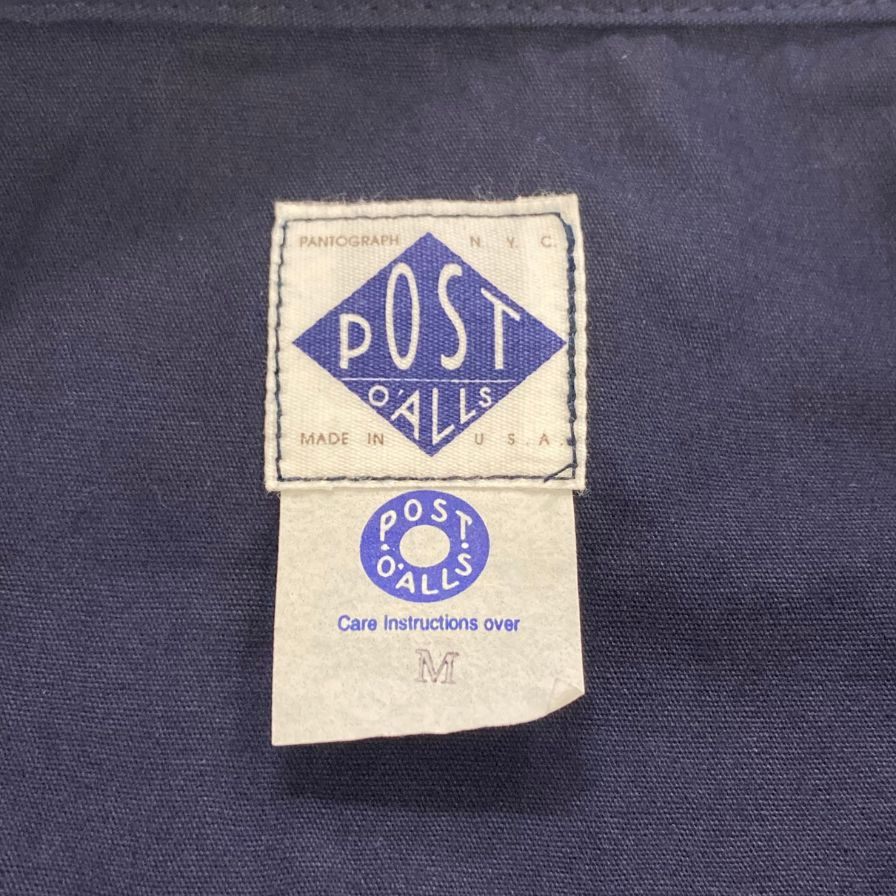 PANTOGRAPH N.Y.C.
POST
O'ALLS
MADE IN U.S.A.
POST
O'ALLS
Care Instructions over
M